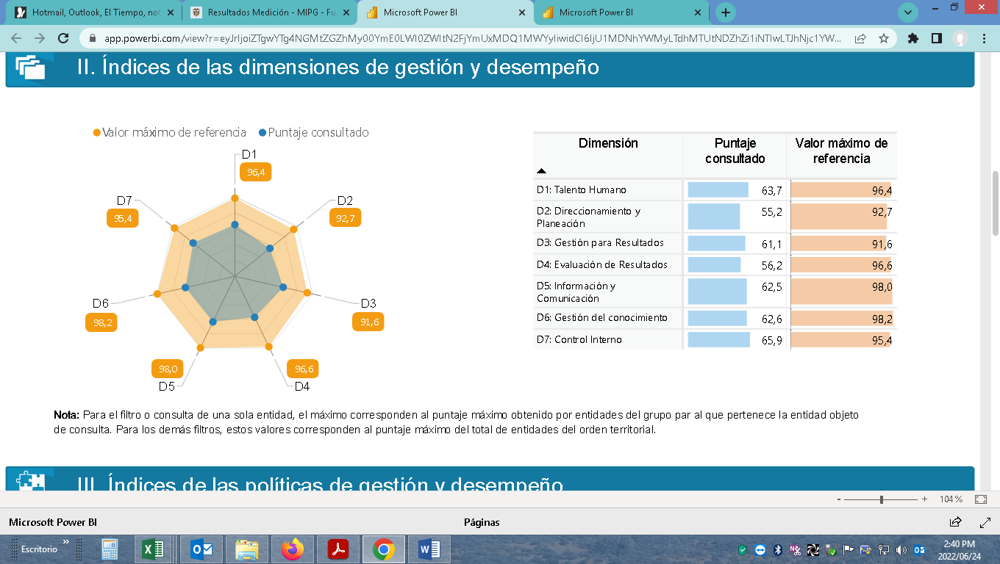 Hotmail, Outlook, El Tiempo, not
Resultados Medición - MIPG - Fu
Microsoft Power BI
Microsoft Power BI
app.powerbi.com/view?r=eyJrIjoiZTgwYTg4NGMtZGZhMy00YmE0LWI0ZWItN2FjYmUxMDQ1MWYyIiwidCI6IjU1MDNhYWMyLTdhMTUtNDZhZi1iNTIwLTJhNjc1YW...
II. Índices de las dimensiones de gestión y desempeño
Valor máximo de referencia Puntaje consultado
D1
96,4
D7
95,4
D2
92,7
D6
98,2
D3
91,6
98,0
D5
96,6
D4
Dimensión Puntaje consultado Valor máximo de referencia
D1: Talento Humano 63,7 96,4
D2: Direccionamiento y Planeación 55,2 92,7
D3: Gestión para Resultados 61,1 91,6
D4: Evaluación de Resultados 56,2 96,6
D5: Información y Comunicación 62,5 98,0
D6: Gestión del conocimiento 62,6 98,2
D7: Control Interno 65,9 95,4
Nota: Para el filtro o consulta de una sola entidad, el máximo corresponden al puntaje máximo obtenido por entidades del grupo par al que pertenece la entidad objeto
de consulta. Para los demás filtros, estos valores corresponden al puntaje máximo del total de entidades del orden territorial.
III. Índices de las políticas de gestión y desempeño
- + 104 %
Microsoft Power BI Páginas
Escritorio »
2:40 PM
2022/06/24